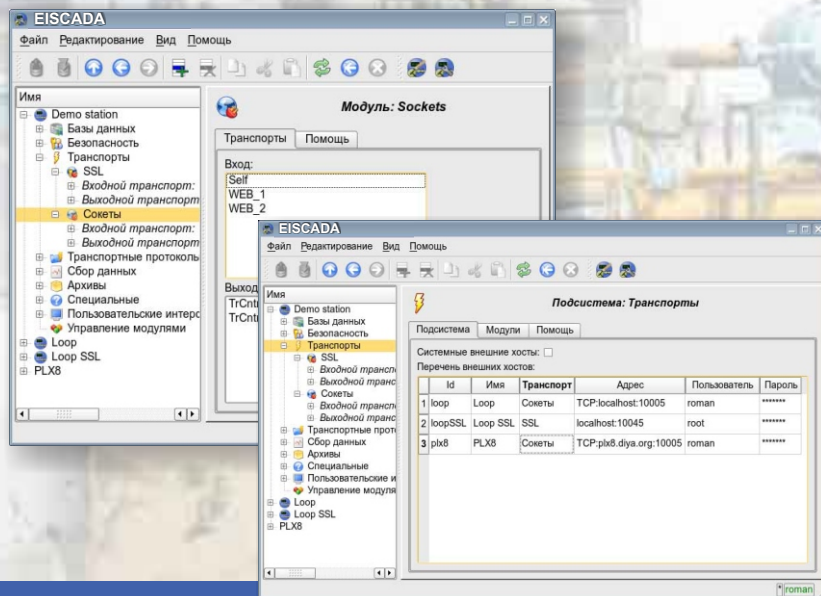 EISCADA
Файл Редактирование Вид Помощь
Имя
Demo station
Базы данных
Безопасность
Транспорты
SSL
Входной транспорт:
Выходной транспорт
Сокеты
Входной транспорт:
Выходной транспорт
Транспортные протоколь
Сбор данных
Архивы
Специальные
Пользовательские интерс
Управление модулями
Loop
Loop SSL
PLX8
Модуль: Sockets
Транспорты Помощь
Вход:
Self
WEB_1
WEB_2
Выход
TrCnt
TrCnt
EISCADA
Файл Редактирование Вид Помощь
Имя
Demo station
Базы данных
Безопасность
Транспорты
SSL
Входной трансп
Выходной транс
Сокеты
Входной трансп
Выходной транс
Транспортные прот
Сбор данных
Архивы
Специальные
Пользовательские и
Управление модуля
Loop
Loop SSL
PLX8
Подсистема: Транспорты
Подсистема Модули Помощь
Системные внешние хосты:
Перечень внешних хостов:
Id Имя Транспорт Адрес Пользователь Пароль
1 loop Loop Сокеты TCP:localhost:10005 roman *******
2 loopSSL Loop SSL SSL localhost:10045 root *******
3 plx8 PLX8 Сокеты TCP:plx8.diya.org:10005 roman *******
* roman